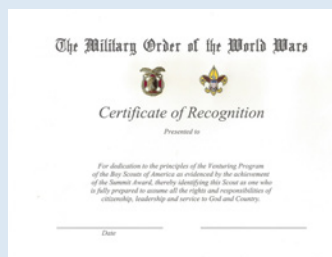 The Military Order of the World Wars
Certificate of Recognition
Presented to
For dedication to the principles of the Venturing Program
of the Boy Scouts of America as evidenced by the achievement
of the Summit Award, thereby identifying this Scout as one who
is fully prepared to assume all the rights and responsibilities of
citizenship, leadership and service to God and Country.
Date